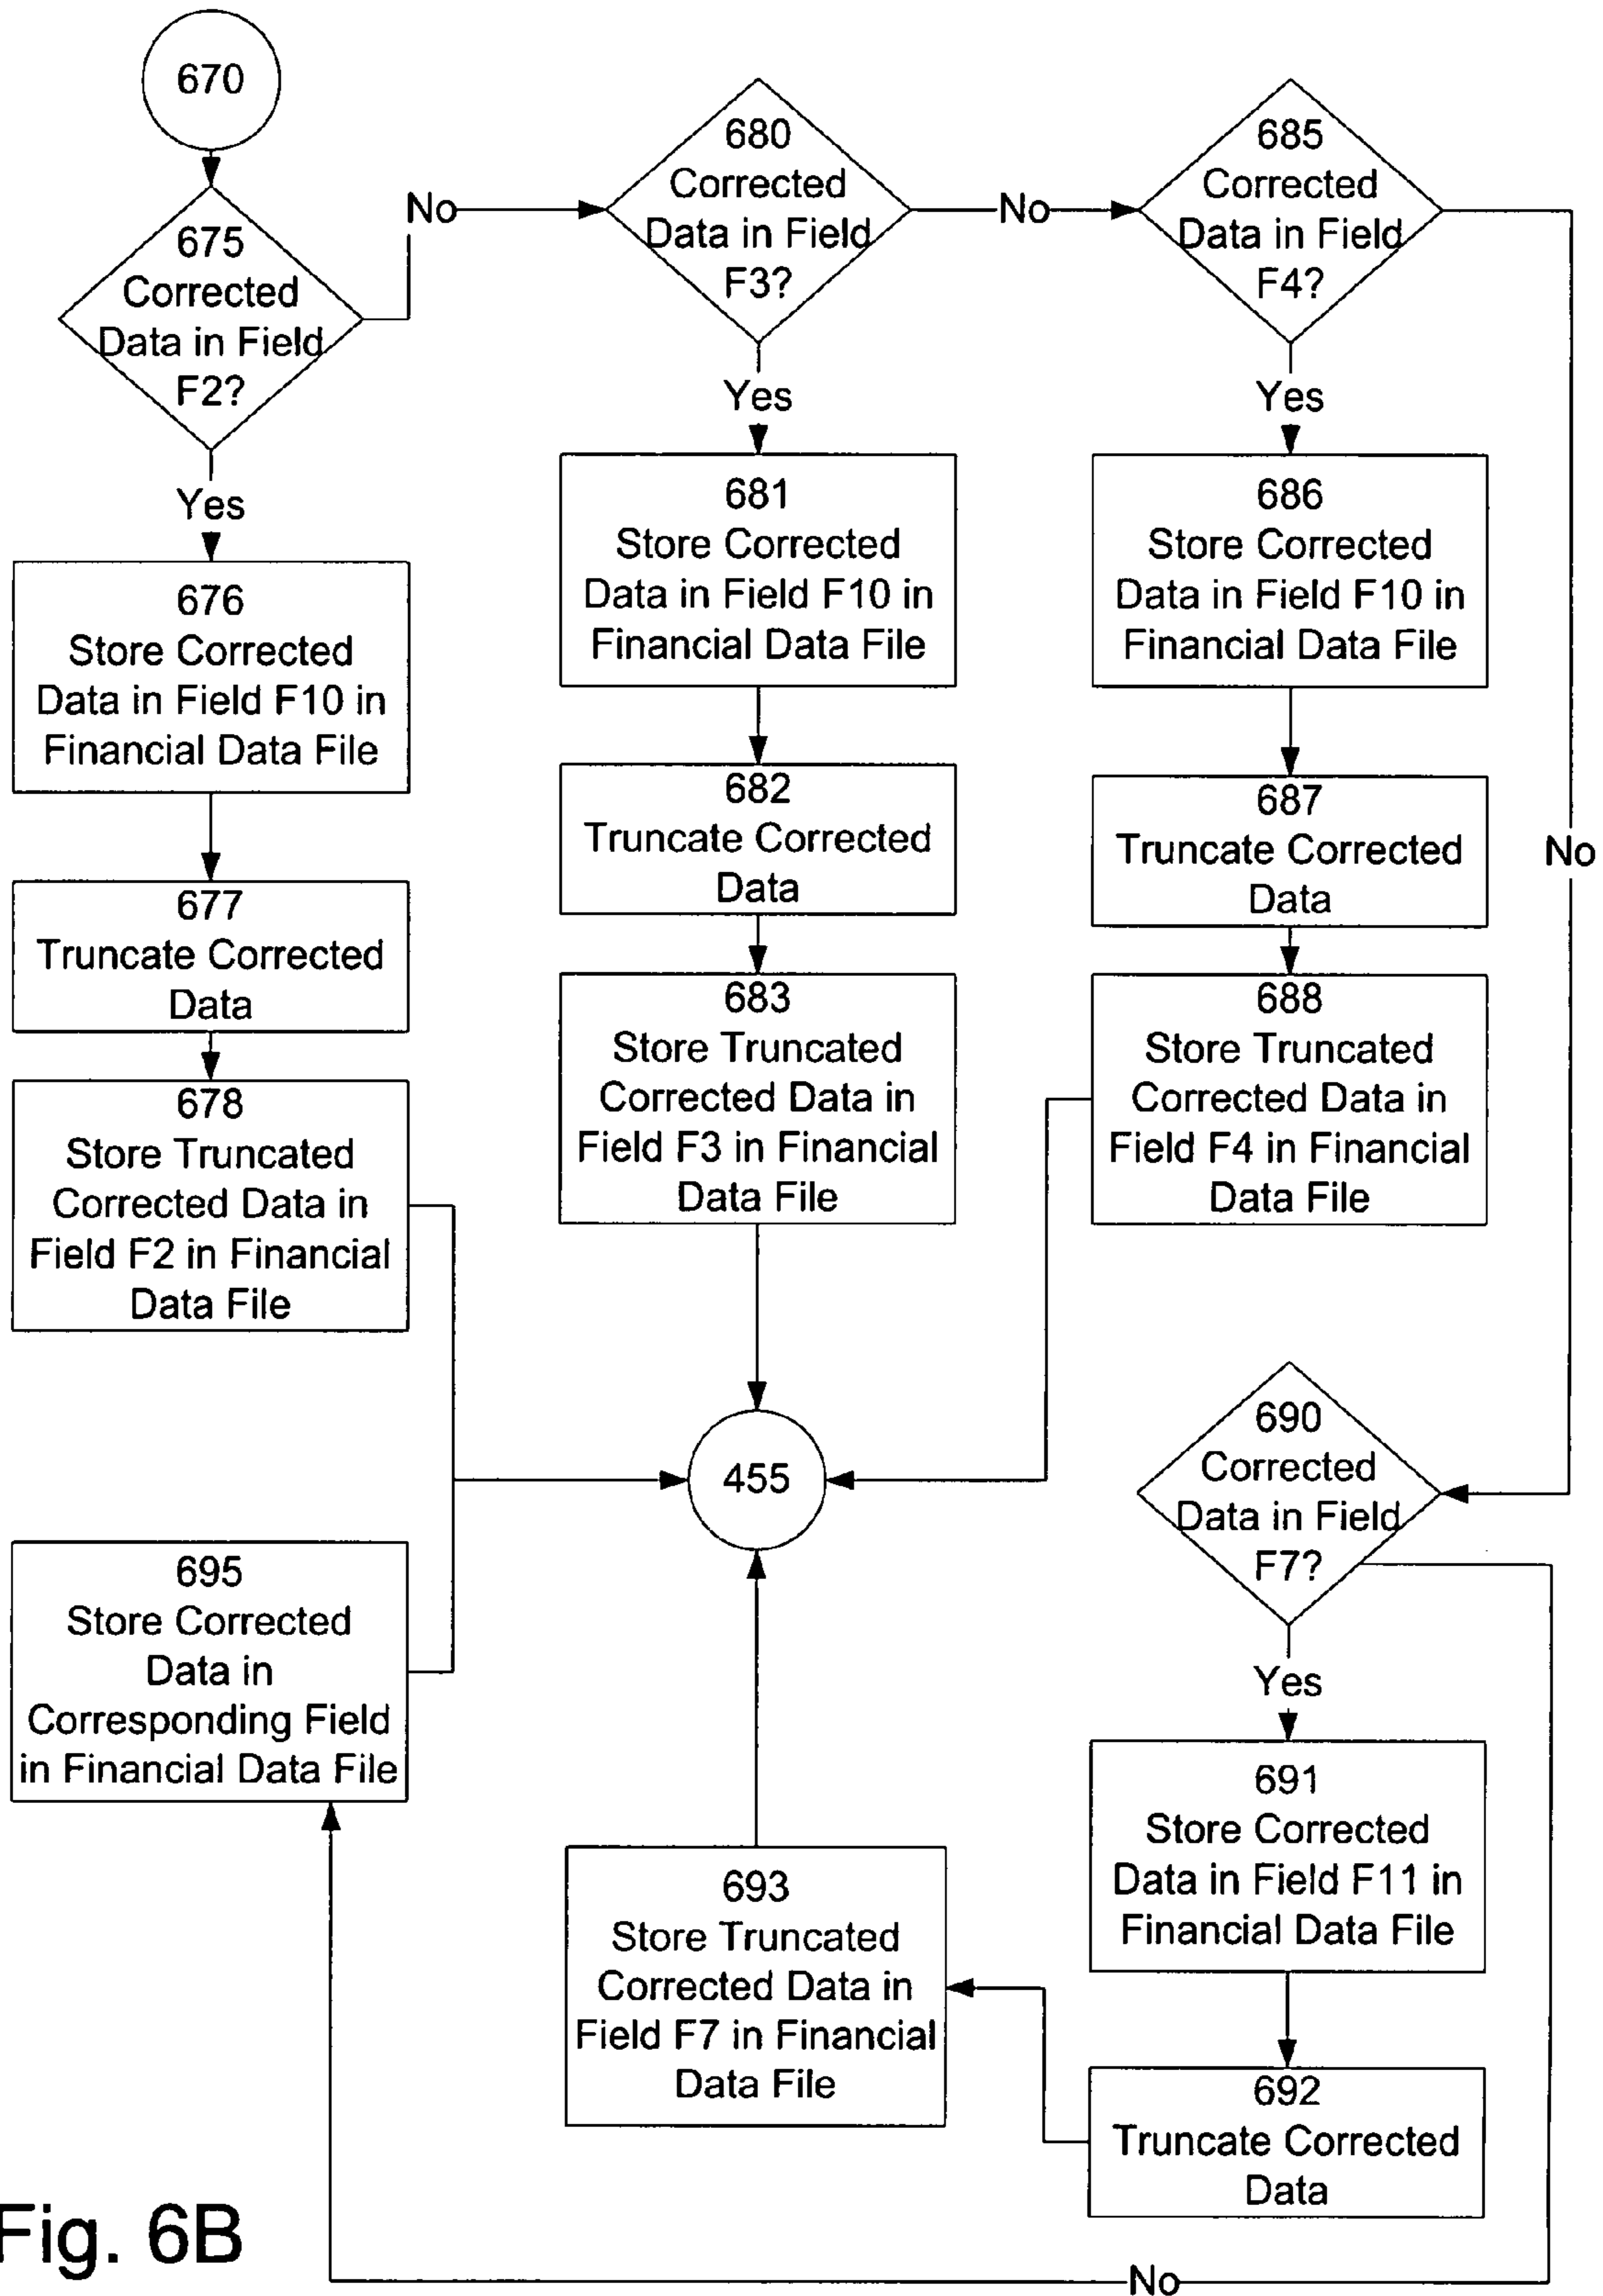 670
675
Corrected
Data in Field
F2?
No
680
Corrected
Data in Field
F3?
No
685
Corrected
Data in Field
F4?
No
Yes
676
Store Corrected
Data in Field F10 in
Financial Data File
677
Truncate Corrected
Data
678
Store Truncated
Corrected Data in
Field F2 in Financial
Data File
Yes
681
Store Corrected
Data in Field F10 in
Financial Data File
682
Truncate Corrected
Data
683
Store Truncated
Corrected Data in
Field F3 in Financial
Data File
Yes
686
Store Corrected
Data in Field F10 in
Financial Data File
687
Truncate Corrected
Data
688
Store Truncated
Corrected Data in
Field F4 in Financial
Data File
455
690
Corrected
Data in Field
F7?
Yes
691
Store Corrected
Data in Field F11 in
Financial Data File
692
Truncate Corrected
Data
693
Store Truncated
Corrected Data in
Field F7 in Financial
Data File
695
Store Corrected
Data in
Corresponding Field
in Financial Data File
No
Fig. 6B